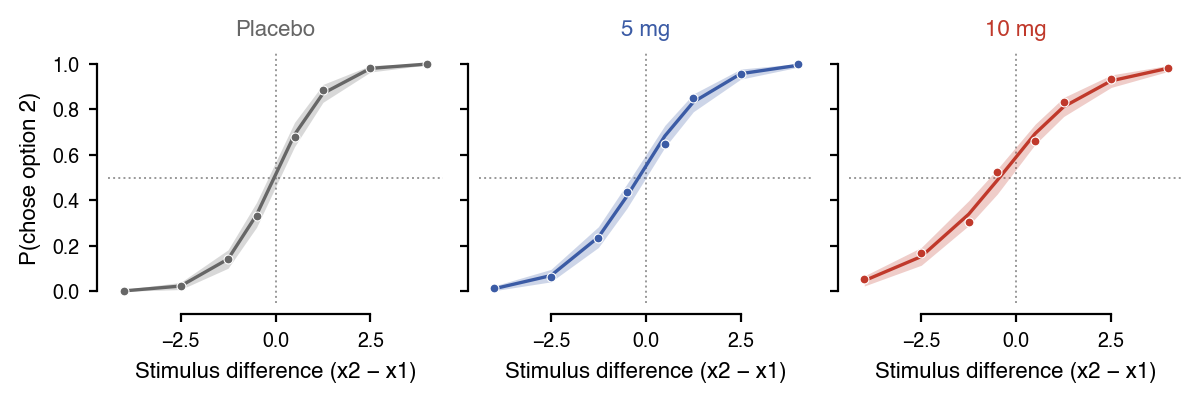 Placebo 5 mg 10 mg
P(chose option 2)
1.0
0.8
0.6
0.4
0.2
0.0
−2.5 0.0 2.5 −2.5 0.0 2.5 −2.5 0.0 2.5
Stimulus difference (x2 − x1) Stimulus difference (x2 − x1) Stimulus difference (x2 − x1)